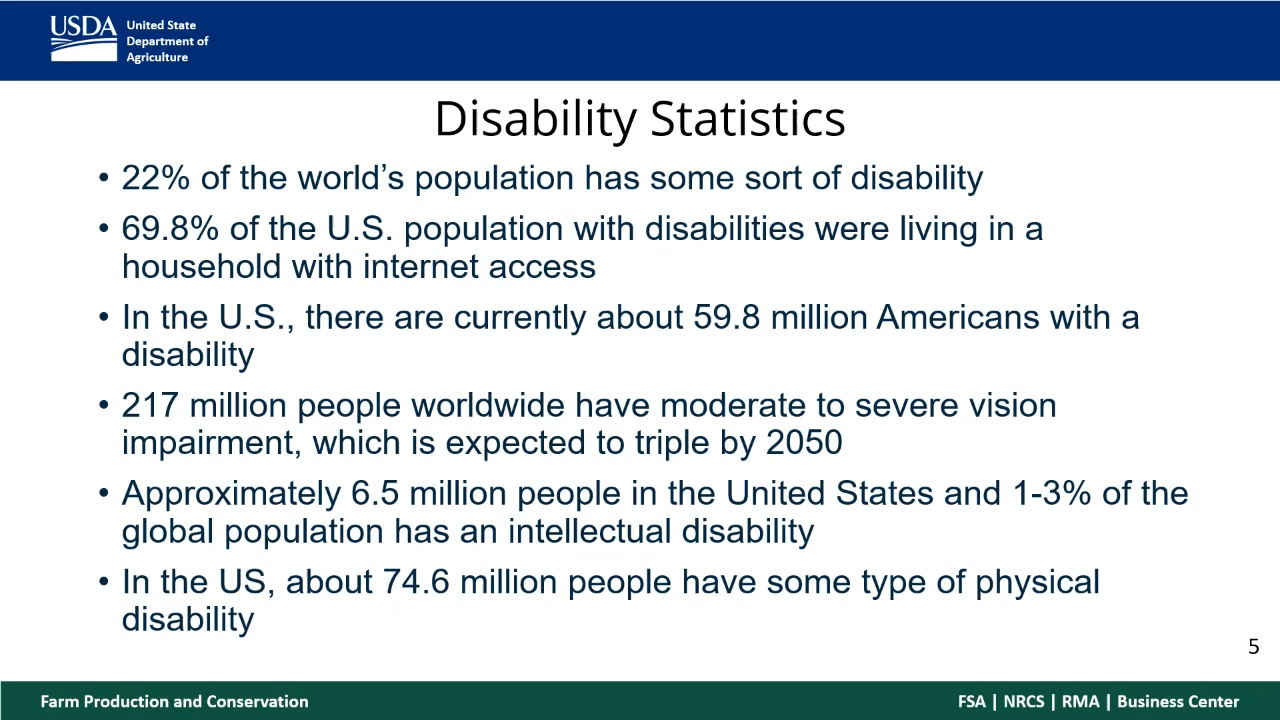 USDA
United State
Department of
Agriculture
Disability Statistics
• 22% of the world’s population has some sort of disability
• 69.8% of the U.S. population with disabilities were living in a
household with internet access
• In the U.S., there are currently about 59.8 million Americans with a
disability
• 217 million people worldwide have moderate to severe vision
impairment, which is expected to triple by 2050
• Approximately 6.5 million people in the United States and 1-3% of the
global population has an intellectual disability
• In the US, about 74.6 million people have some type of physical
disability
5
Farm Production and Conservation
FSA | NRCS | RMA | Business Center